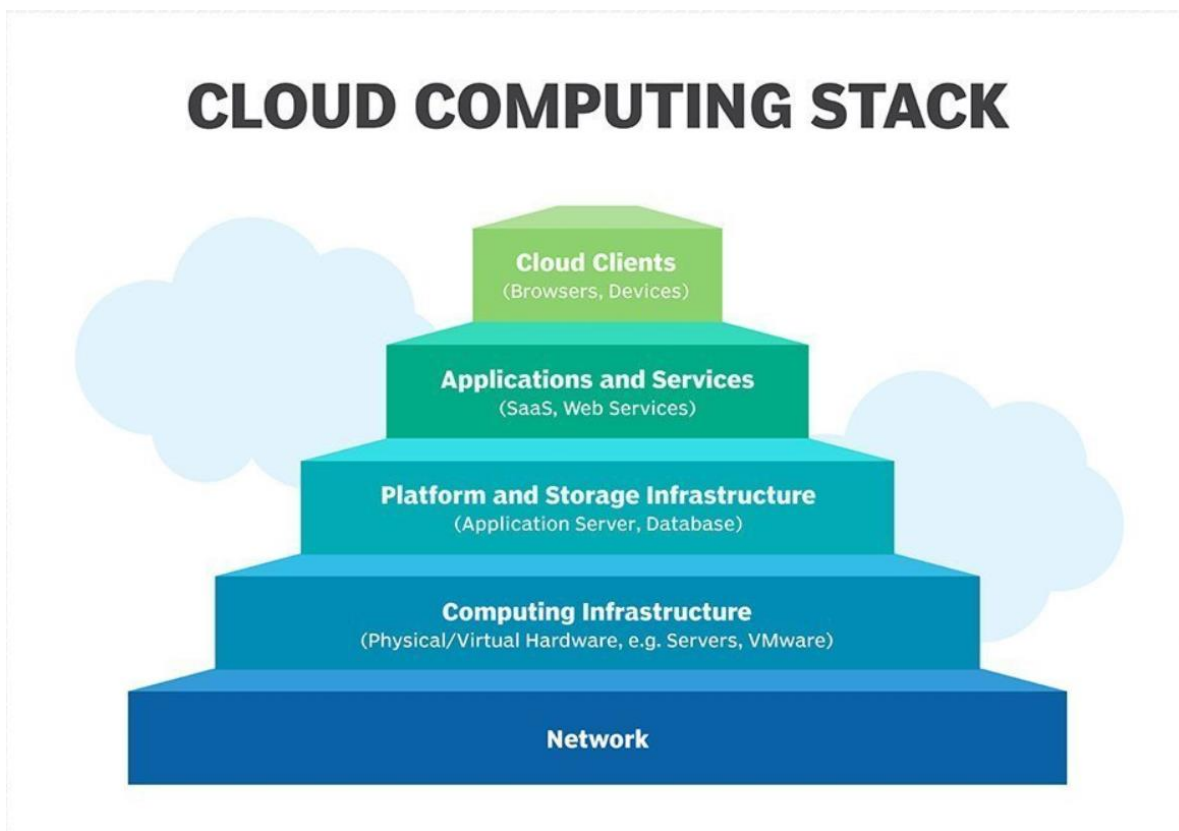 CLOUD COMPUTING STACK
Cloud Clients
(Browsers, Devices)
Applications and Services
(SaaS, Web Services)
Platform and Storage Infrastructure
(Application Server, Database)
Computing Infrastructure
(Physical/Virtual Hardware, e.g. Servers, VMware)
Network